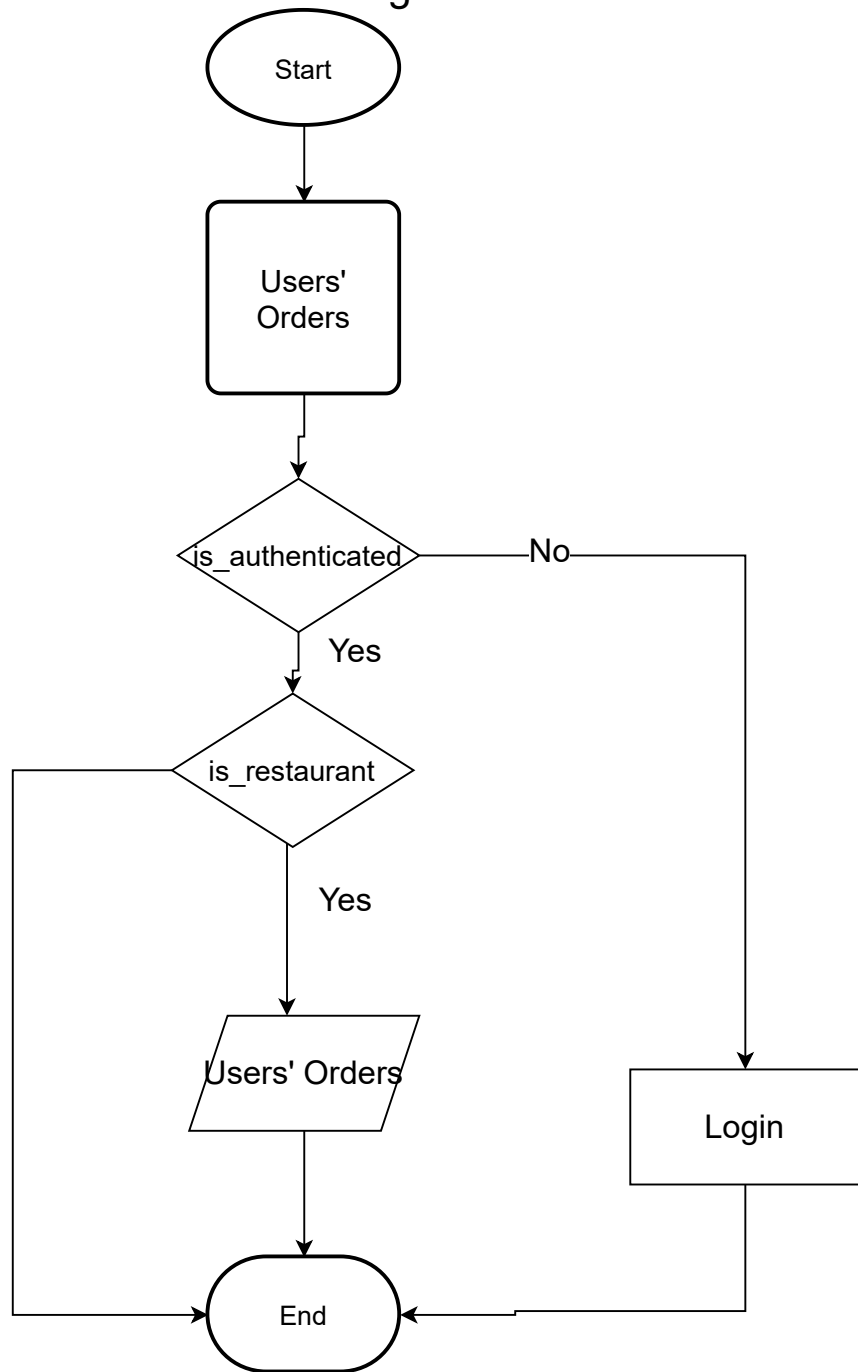 Start
Users'
Orders
is_authenticated
No
Yes
is_restaurant
Yes
Users' Orders
Login
End